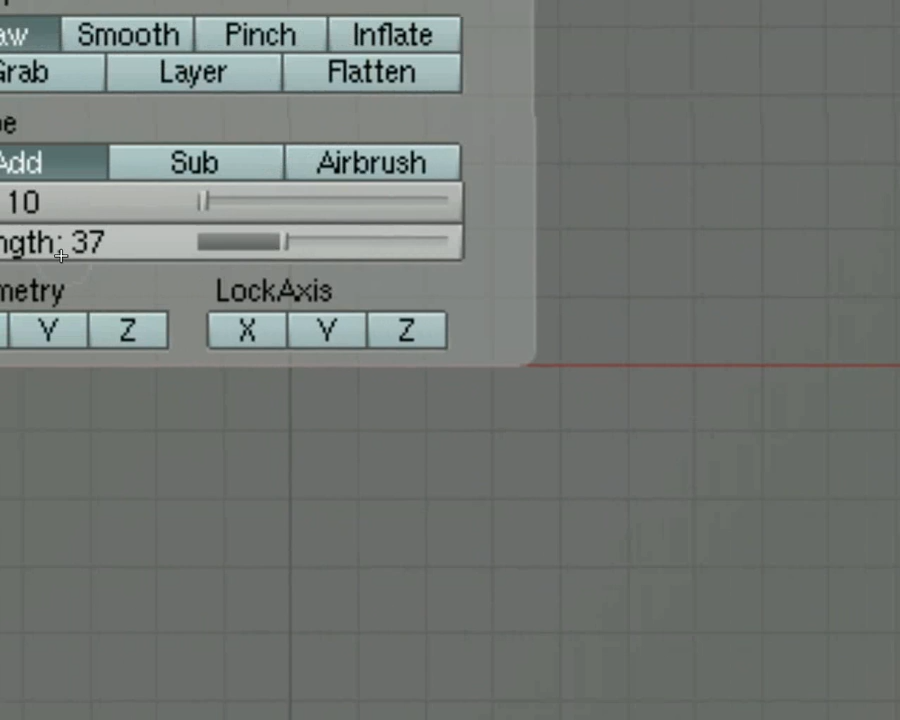 aw Smooth Pinch Inflate
Grab Layer Flatten
pe
Add Sub Airbrush
10
ngth: 37
metry LockAxis
Y Z X Y Z